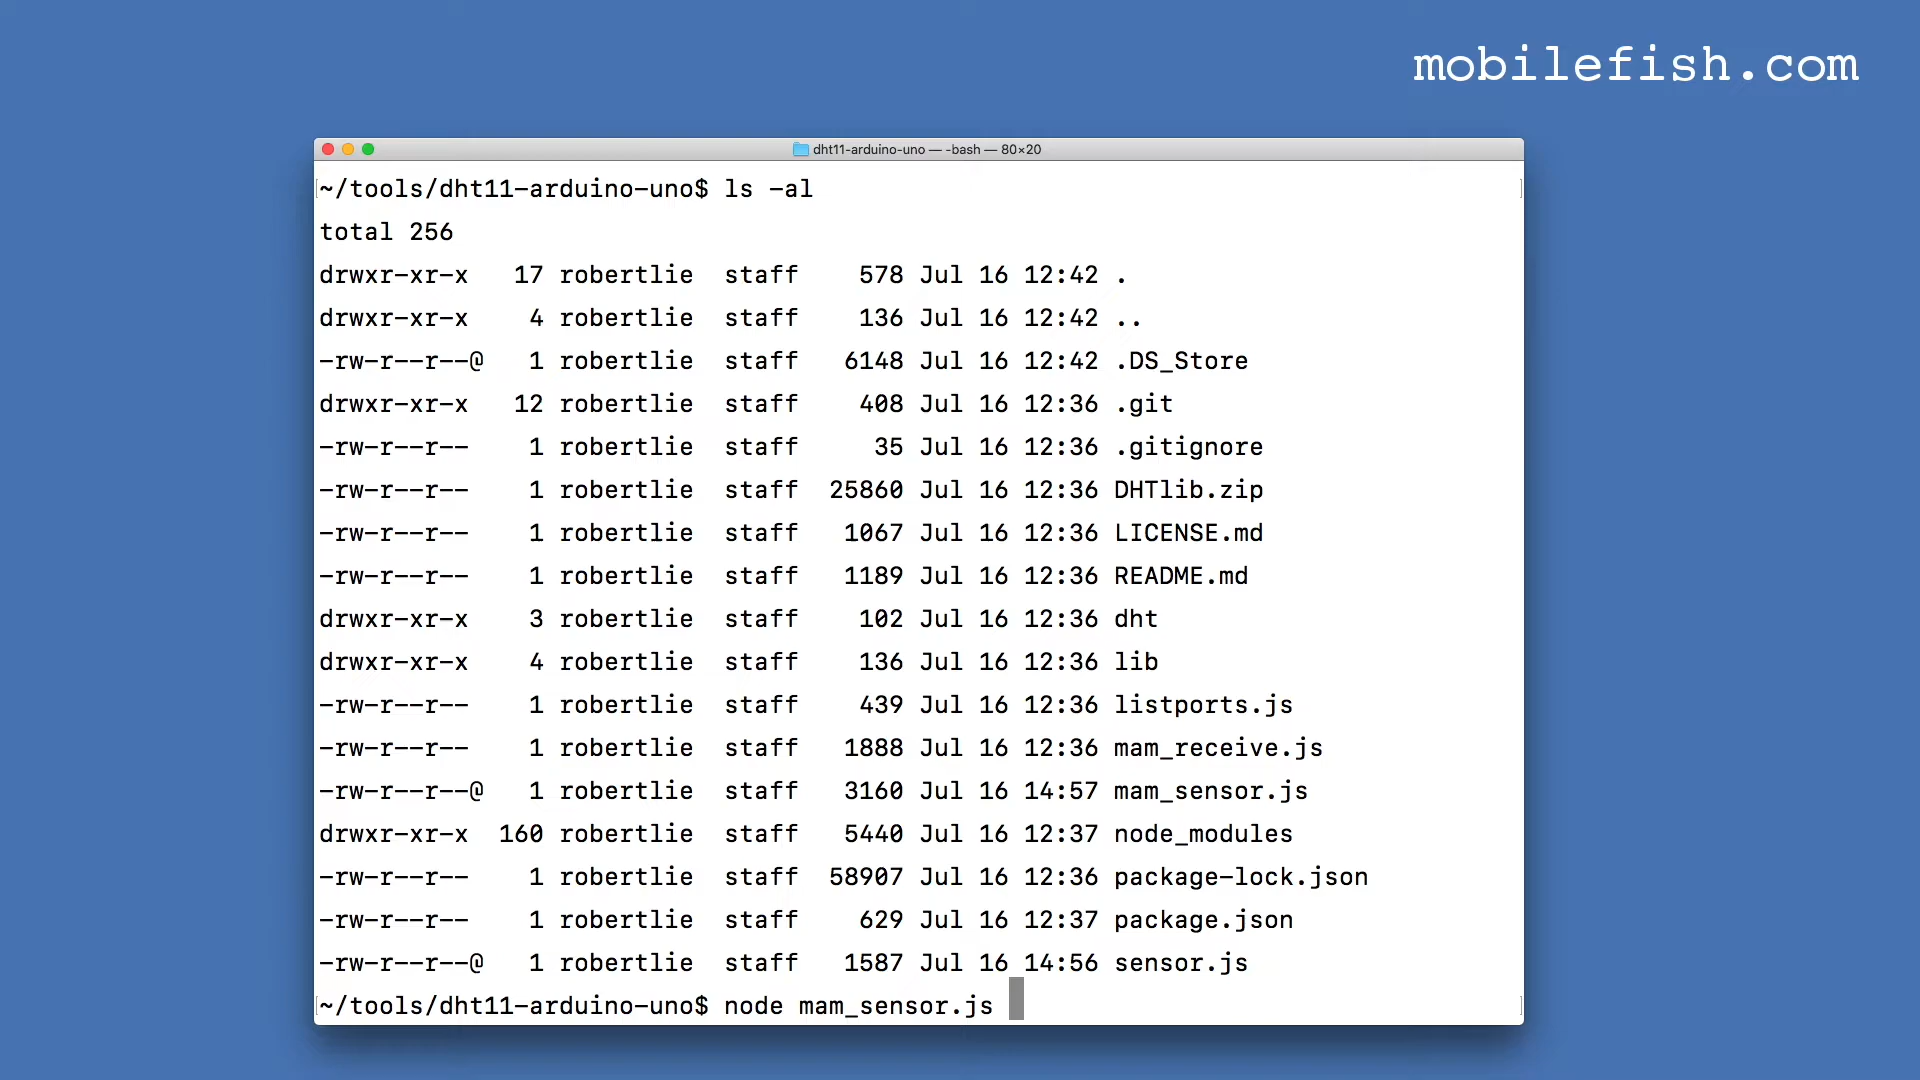 mobilefish.com
dht11-arduino-uno — -bash — 80×20
~/tools/dht11-arduino-uno$ ls -al
total 256
drwxr-xr-x   17 robertlie  staff    578 Jul 16 12:42 .
drwxr-xr-x    4 robertlie  staff    136 Jul 16 12:42 ..
-rw-r--r--@   1 robertlie  staff   6148 Jul 16 12:42 .DS_Store
drwxr-xr-x   12 robertlie  staff    408 Jul 16 12:36 .git
-rw-r--r--    1 robertlie  staff     35 Jul 16 12:36 .gitignore
-rw-r--r--    1 robertlie  staff  25860 Jul 16 12:36 DHTlib.zip
-rw-r--r--    1 robertlie  staff   1067 Jul 16 12:36 LICENSE.md
-rw-r--r--    1 robertlie  staff   1189 Jul 16 12:36 README.md
drwxr-xr-x    3 robertlie  staff    102 Jul 16 12:36 dht
drwxr-xr-x    4 robertlie  staff    136 Jul 16 12:36 lib
-rw-r--r--    1 robertlie  staff    439 Jul 16 12:36 listports.js
-rw-r--r--    1 robertlie  staff   1888 Jul 16 12:36 mam_receive.js
-rw-r--r--@   1 robertlie  staff   3160 Jul 16 14:57 mam_sensor.js
drwxr-xr-x  160 robertlie  staff   5440 Jul 16 12:37 node_modules
-rw-r--r--    1 robertlie  staff  58907 Jul 16 12:36 package-lock.json
-rw-r--r--    1 robertlie  staff    629 Jul 16 12:37 package.json
-rw-r--r--@   1 robertlie  staff   1587 Jul 16 14:56 sensor.js
~/tools/dht11-arduino-uno$ node mam_sensor.js